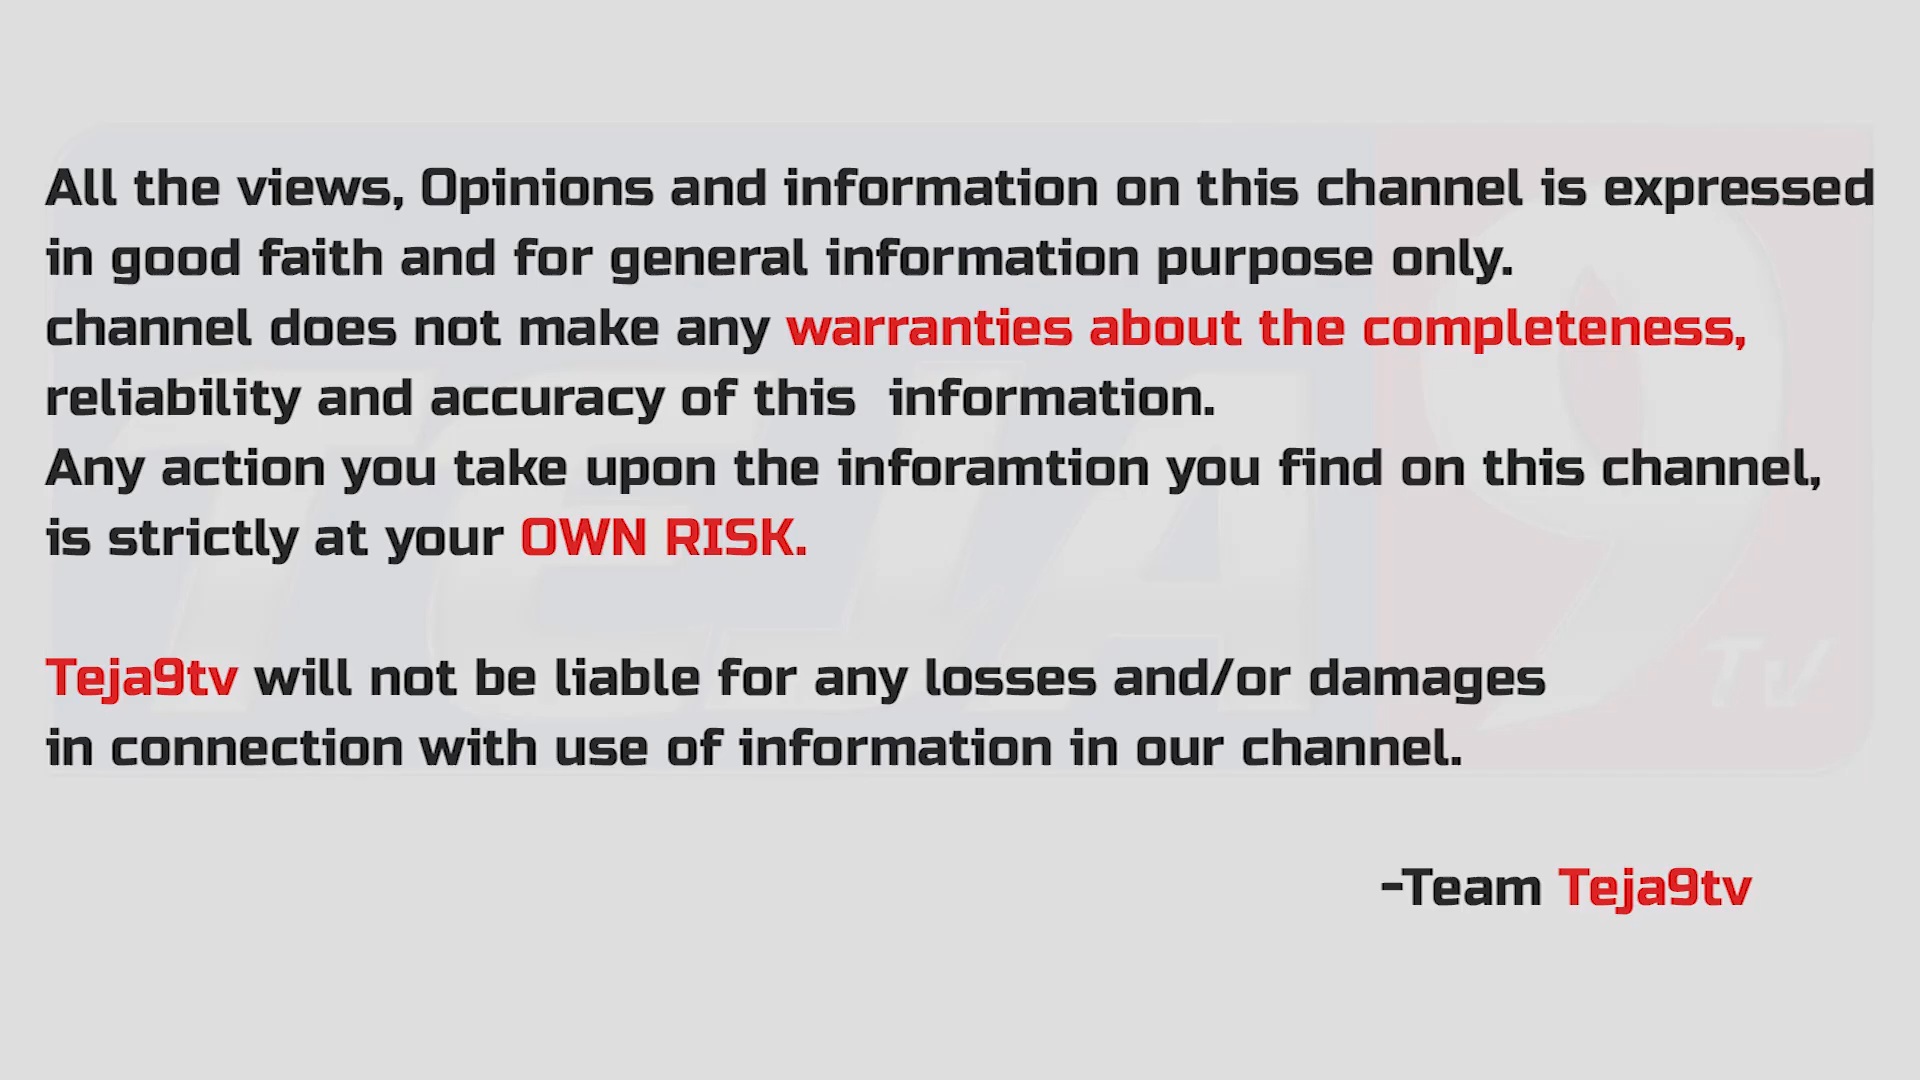 All the views, Opinions and information on this channel is expressed
in good faith and for general information purpose only.
channel does not make any warranties about the completeness,
reliability and accuracy of this  information.
Any action you take upon the inforamtion you find on this channel,
is strictly at your OWN RISK.
Teja9tv will not be liable for any losses and/or damages
in connection with use of information in our channel.
-Team Teja9tv
TEJA 9 TV